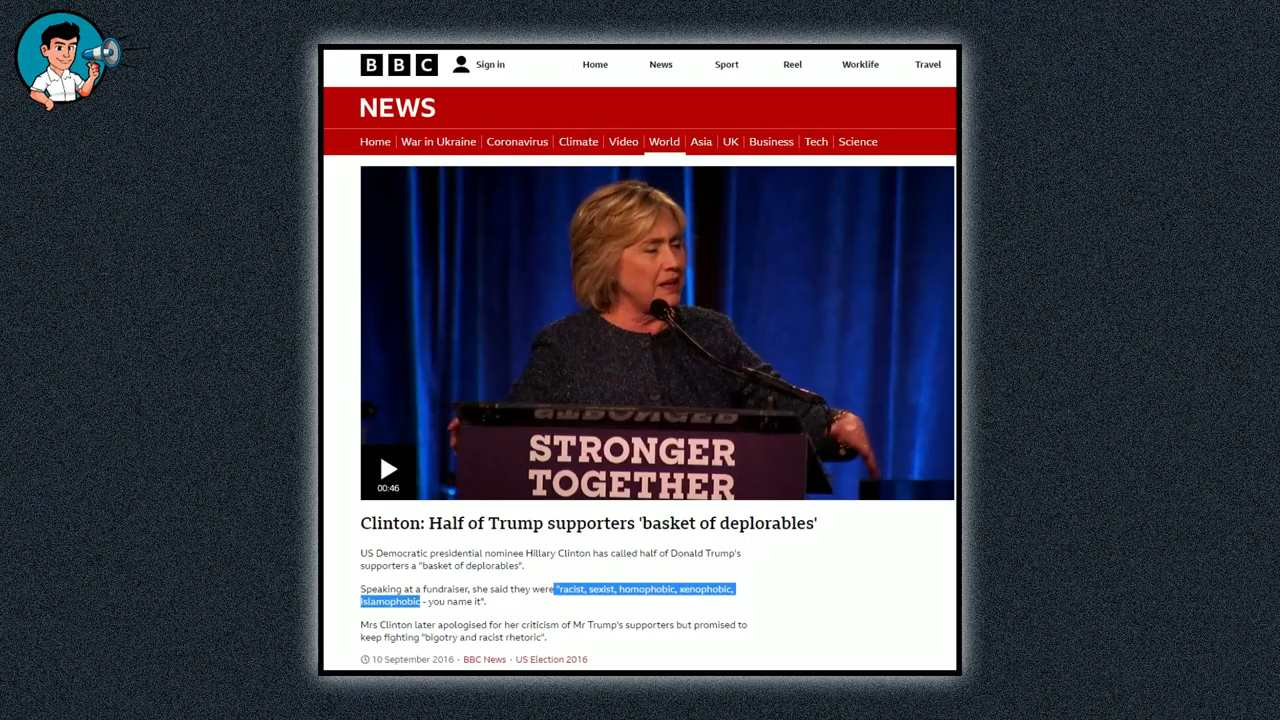 BBC Sign in Home News Sport Reel Worklife Travel
NEWS
Home War in Ukraine Coronavirus Climate Video World Asia UK Business Tech Science
STRONGER
TOGETHER
00:46
Clinton: Half of Trump supporters 'basket of deplorables'
US Democratic presidential nominee Hillary Clinton has called half of Donald Trump's
supporters a "basket of deplorables".
Speaking at a fundraiser, she said they were "racist, sexist, homophobic, xenophobic,
Islamophobic - you name it".
Mrs Clinton later apologised for her criticism of Mr Trump's supporters but promised to
keep fighting "bigotry and racist rhetoric".
10 September 2016 · BBC News · US Election 2016